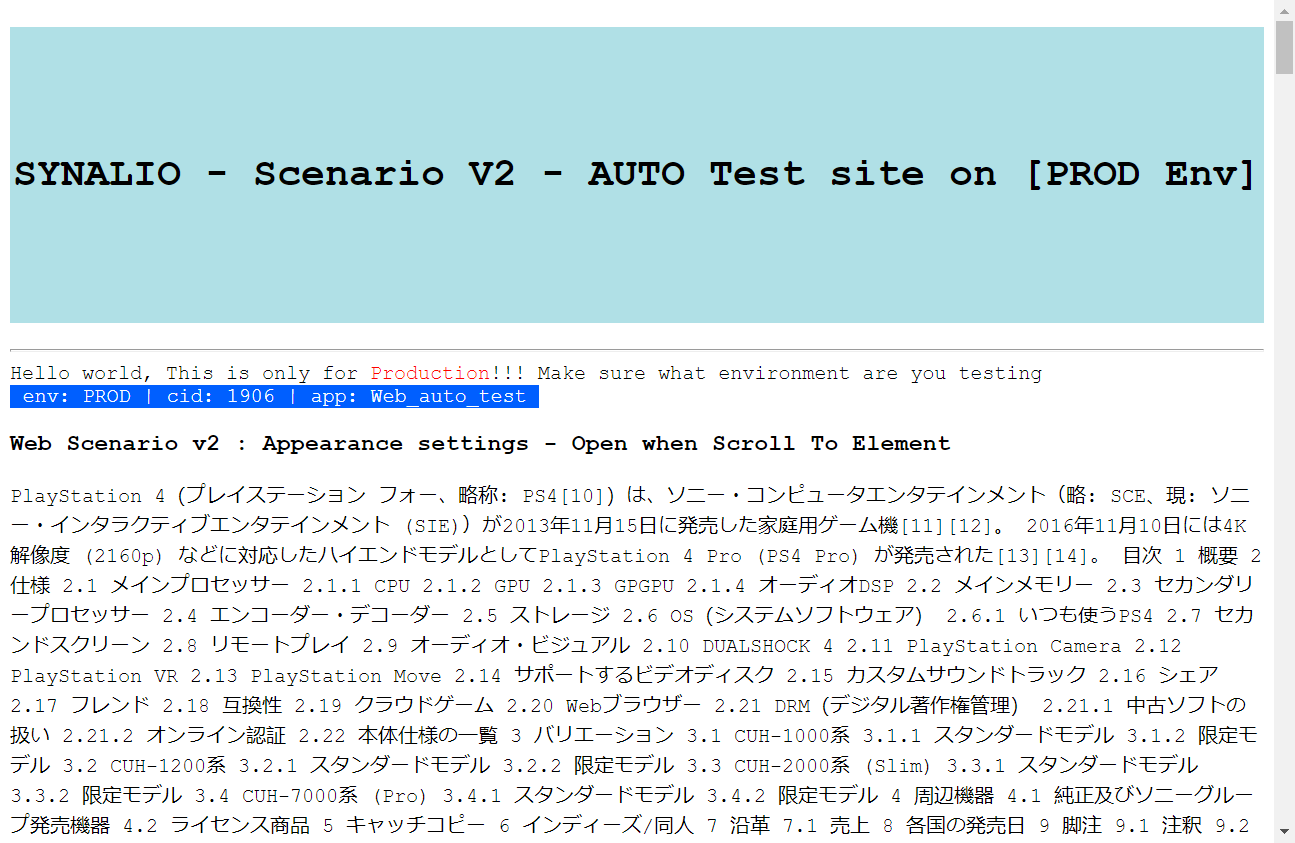 SYNALIO - Scenario V2 - AUTO Test site on [PROD Env]
Hello world, This is only for Production!!! Make sure what environment are you testing
env: PROD | cid: 1906 | app: Web_auto_test
Web Scenario v2 : Appearance settings - Open when Scroll To Element
PlayStation 4 (プレイステーション フォー、略称: PS4[10]) は、ソニー・コンピュータエンタテインメント（略: SCE、現: ソニ
ー・インタラクティブエンタテインメント (SIE)）が2013年11月15日に発売した家庭用ゲーム機[11][12]。 2016年11月10日には4K
解像度 (2160p) などに対応したハイエンドモデルとしてPlayStation 4 Pro (PS4 Pro) が発売された[13][14]。 目次 1 概要 2
仕様 2.1 メインプロセッサー 2.1.1 CPU 2.1.2 GPU 2.1.3 GPGPU 2.1.4 オーディオDSP 2.2 メインメモリー 2.3 セカンダリ
ープロセッサー 2.4 エンコーダー・デコーダー 2.5 ストレージ 2.6 OS (システムソフトウェア) 2.6.1 いつも使うPS4 2.7 セカ
ンドスクリーン 2.8 リモートプレイ 2.9 オーディオ・ビジュアル 2.10 DUALSHOCK 4 2.11 PlayStation Camera 2.12
PlayStation VR 2.13 PlayStation Move 2.14 サポートするビデオディスク 2.15 カスタムサウンドトラック 2.16 シェア
2.17 フレンド 2.18 互換性 2.19 クラウドゲーム 2.20 Webブラウザー 2.21 DRM (デジタル著作権管理) 2.21.1 中古ソフトの
扱い 2.21.2 オンライン認証 2.22 本体仕様の一覧 3 バリエーション 3.1 CUH-1000系 3.1.1 スタンダードモデル 3.1.2 限定モ
デル 3.2 CUH-1200系 3.2.1 スタンダードモデル 3.2.2 限定モデル 3.3 CUH-2000系 (Slim) 3.3.1 スタンダードモデル
3.3.2 限定モデル 3.4 CUH-7000系 (Pro) 3.4.1 スタンダードモデル 3.4.2 限定モデル 4 周辺機器 4.1 純正及びソニーグルー
プ発売機器 4.2 ライセンス商品 5 キャッチコピー 6 インディーズ/同人 7 沿革 7.1 売上 8 各国の発売日 9 脚注 9.1 注釈 9.2